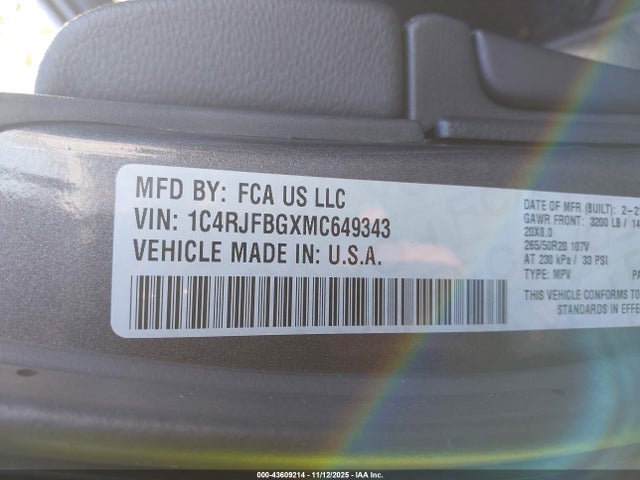 MFD BY: FCA US LLC
VIN: 1C4RJFBGXMC649343
VEHICLE MADE IN: U.S.A.
DATE OF MFR (BUILT): 2-2
GAWR FRONT: 3200 LB / 14
20X8.0
265/50R20 107V
AT 230 kPa / 33 PSI
TYPE: MPV PA
THIS VEHICLE CONFORMS TO
STANDARDS IN EFFE
000-43609214 - 11/12/2025 - IAA Inc.